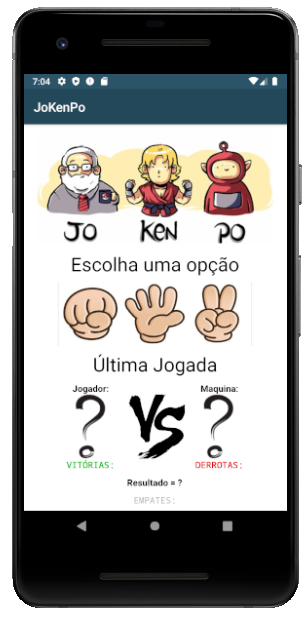 7:04
JoKenPo
JO KEN PO
Escolha uma opção
Última Jogada
Jogador: Maquina:
VS
VITÓRIAS: DERROTAS:
Resultado = ?
EMPATES: